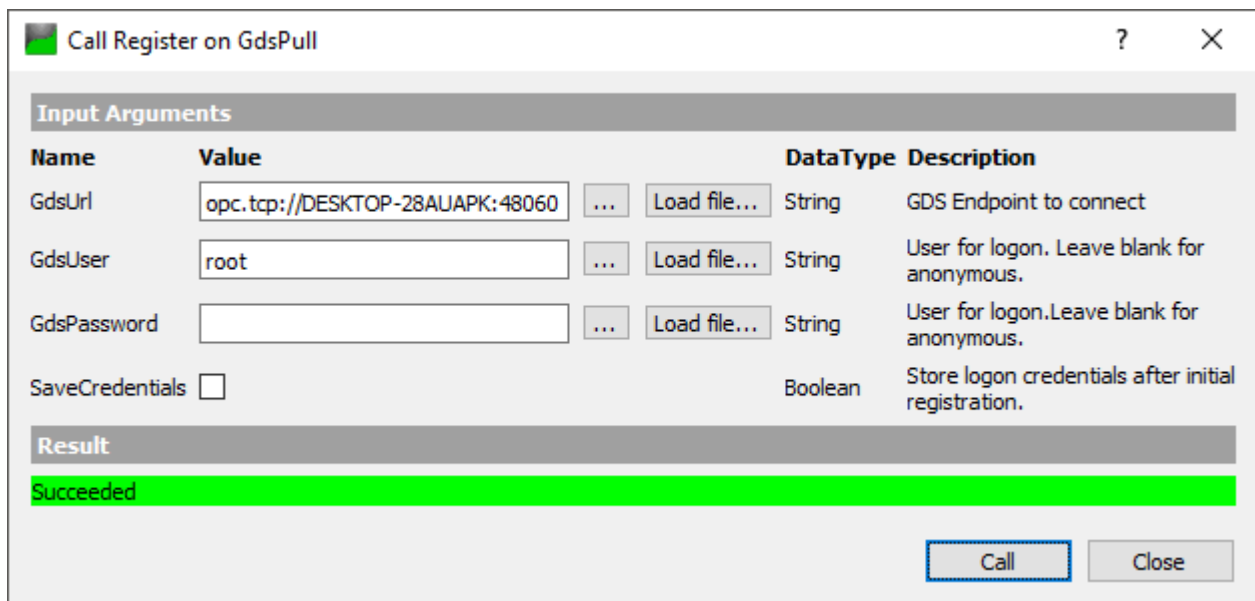 Call Register on GdsPull
?
Input Arguments
Name Value DataType Description
GdsUrl opc.tcp://DESKTOP-28AUAPK:48060 ... Load file... String GDS Endpoint to connect
GdsUser root ... Load file... String User for logon. Leave blank for
anonymous.
GdsPassword ... Load file... String User for logon.Leave blank for
anonymous.
SaveCredentials Boolean Store logon credentials after initial
registration.
Result
Succeeded
Call Close